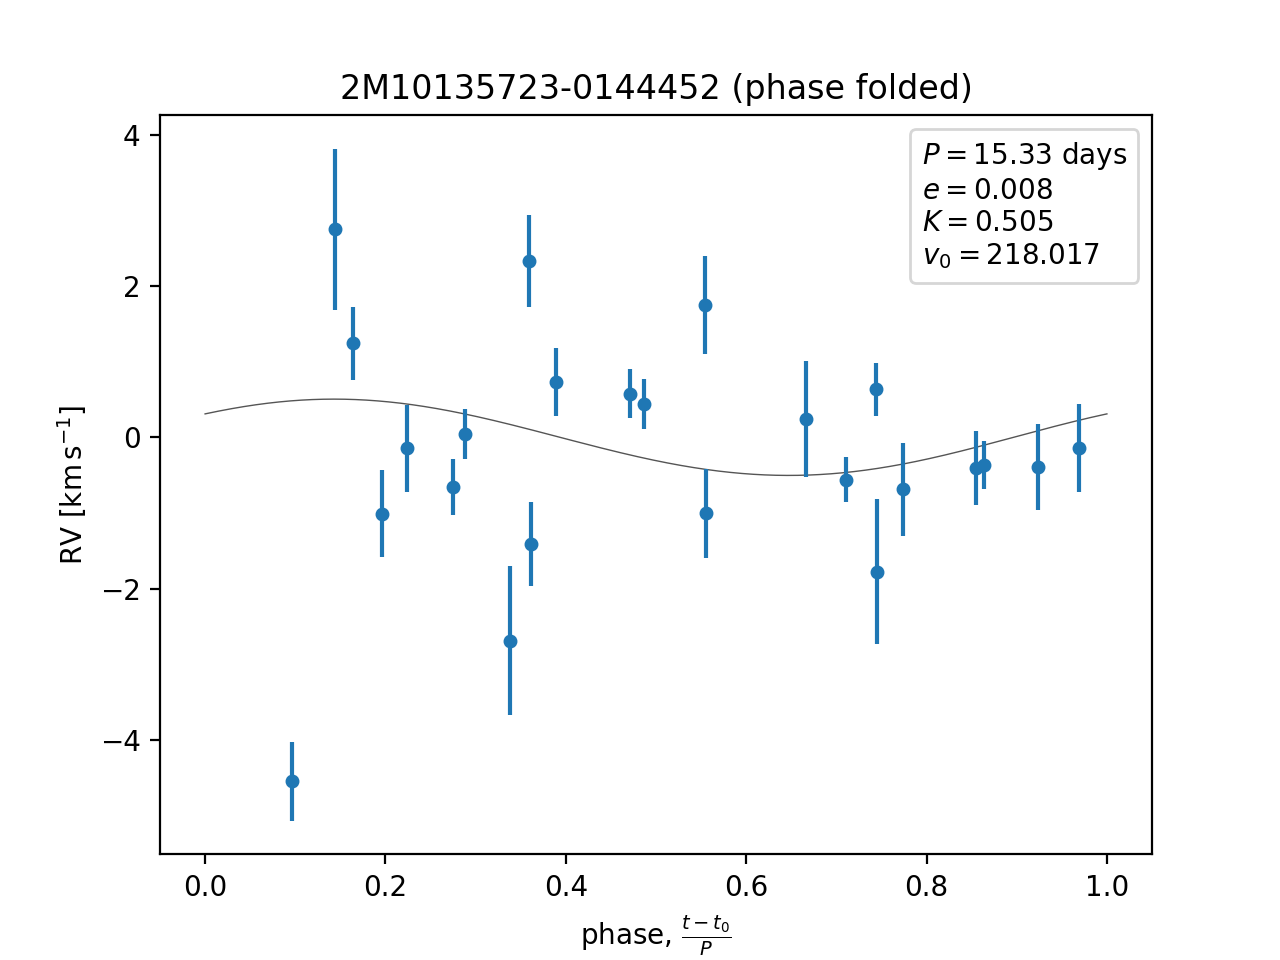 2M10135723-0144452 (phase folded)
P = 15.33 days
e = 0.008
K = 0.505
v₀ = 218.017
4
2
0
−2
−4
RV [km s⁻¹]
0.0 0.2 0.4 0.6 0.8 1.0
phase, (t − t₀)/P